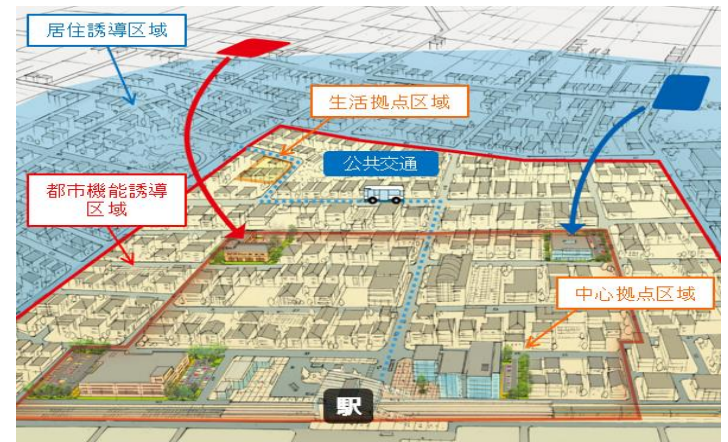 居住誘導区域
生活拠点区域
公共交通
都市機能誘導
区域
中心拠点区域
駅